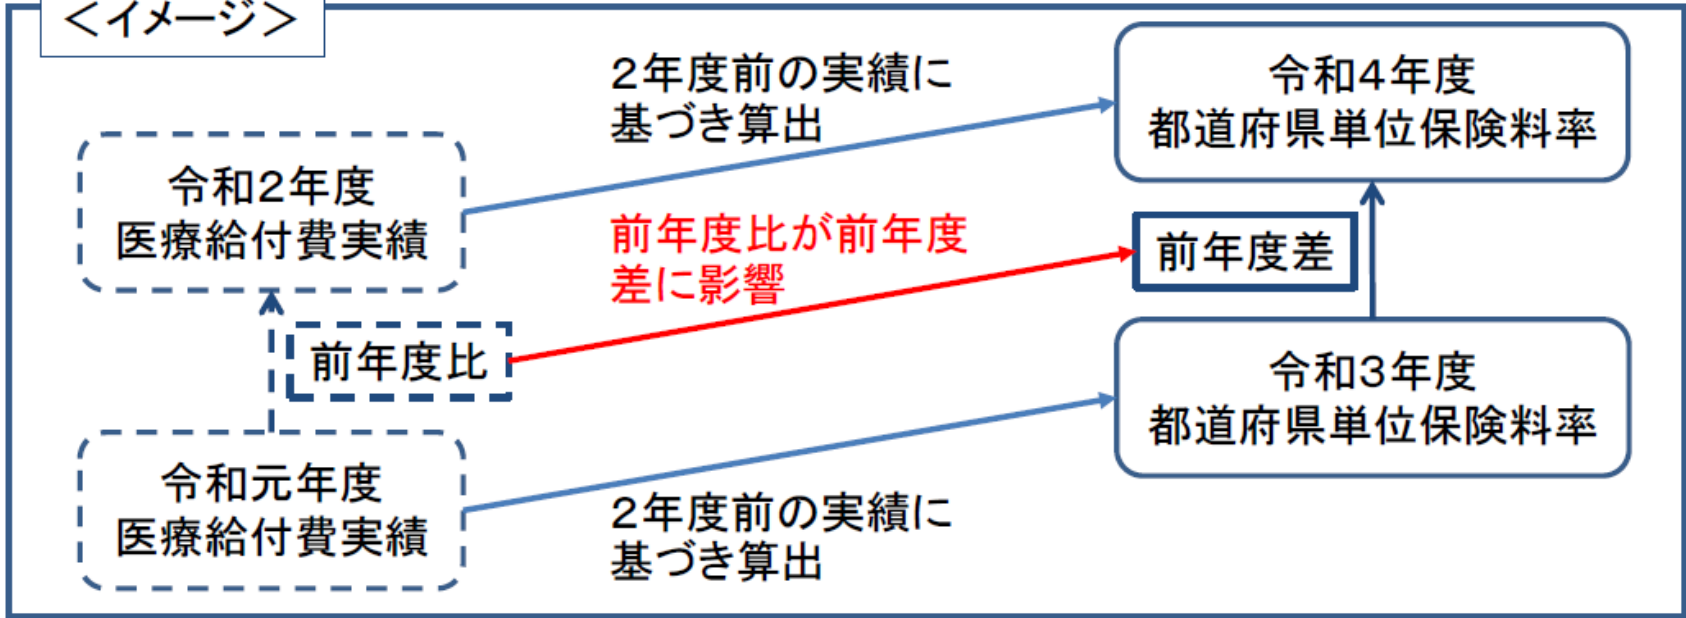 ＜イメージ＞
2年度前の実績に
基づき算出
令和4年度
都道府県単位保険料率
令和2年度
医療給付費実績
前年度比が前年度
差に影響
前年度差
前年度比
令和3年度
都道府県単位保険料率
令和元年度
医療給付費実績
2年度前の実績に
基づき算出